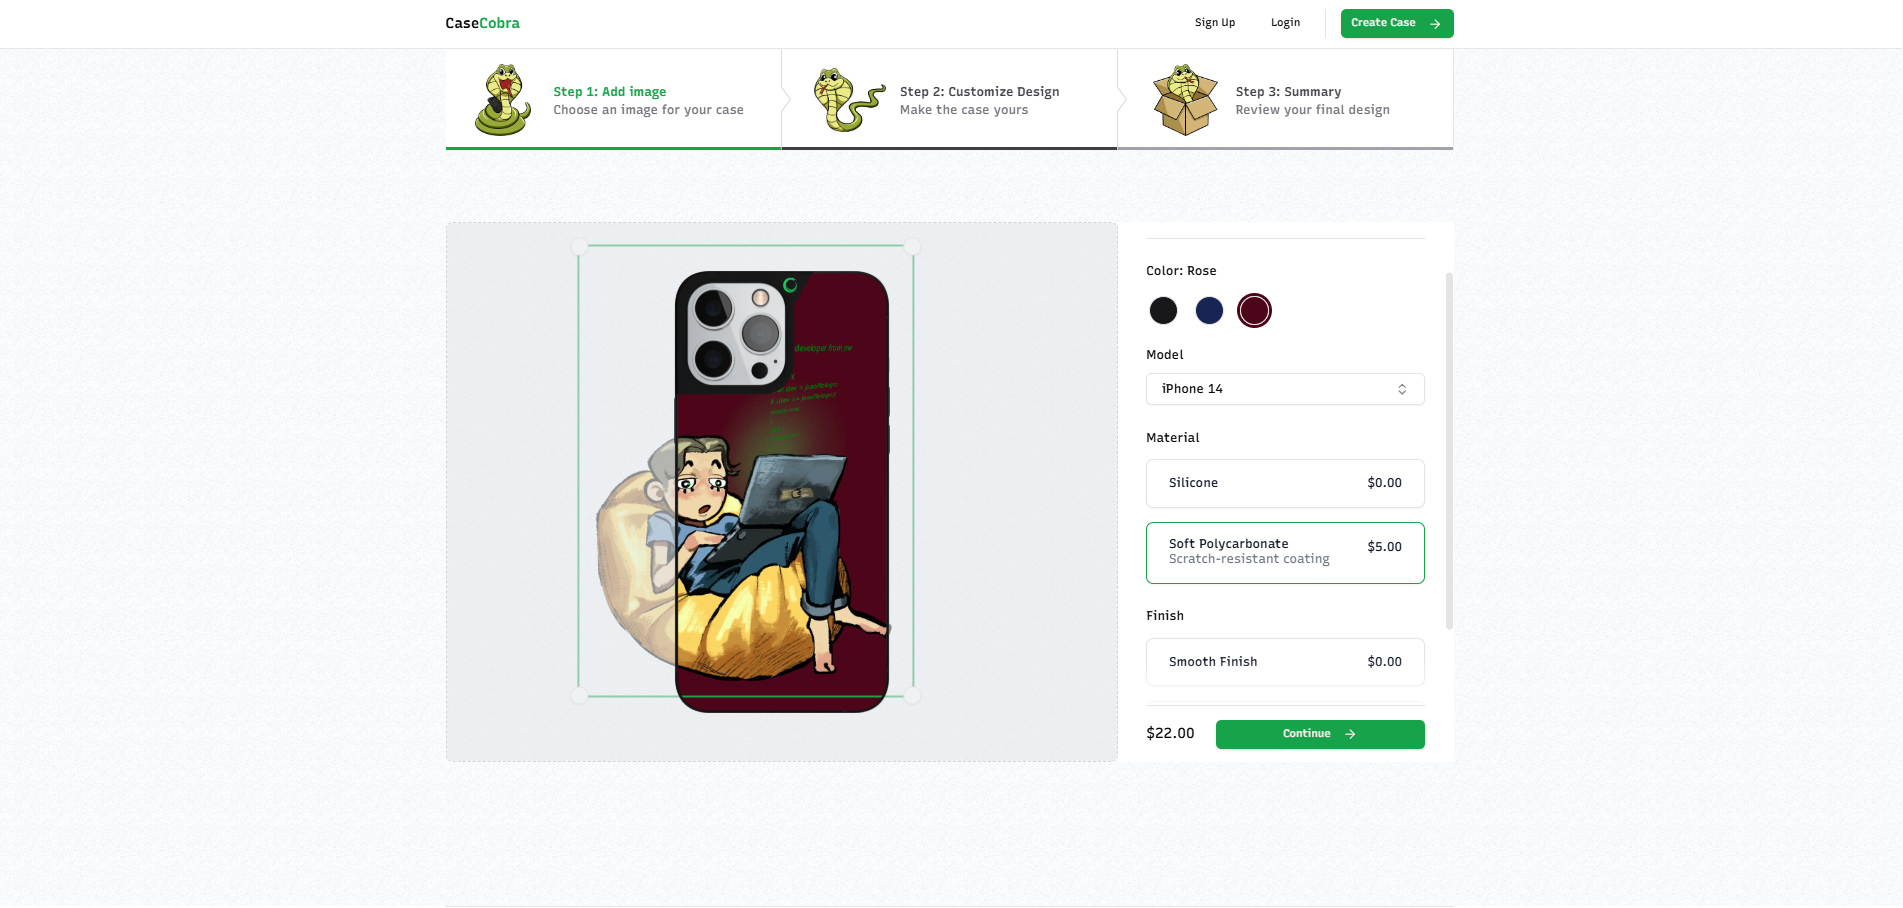 CaseCobra
Sign Up
Login
Create Case
Step 1: Add image
Choose an image for your case
Step 2: Customize Design
Make the case yours
Step 3: Summary
Review your final design
developer from me
Color: Rose
Model
iPhone 14
Material
Silicone
$0.00
Soft Polycarbonate
Scratch-resistant coating
$5.00
Finish
Smooth Finish
$0.00
$22.00
Continue